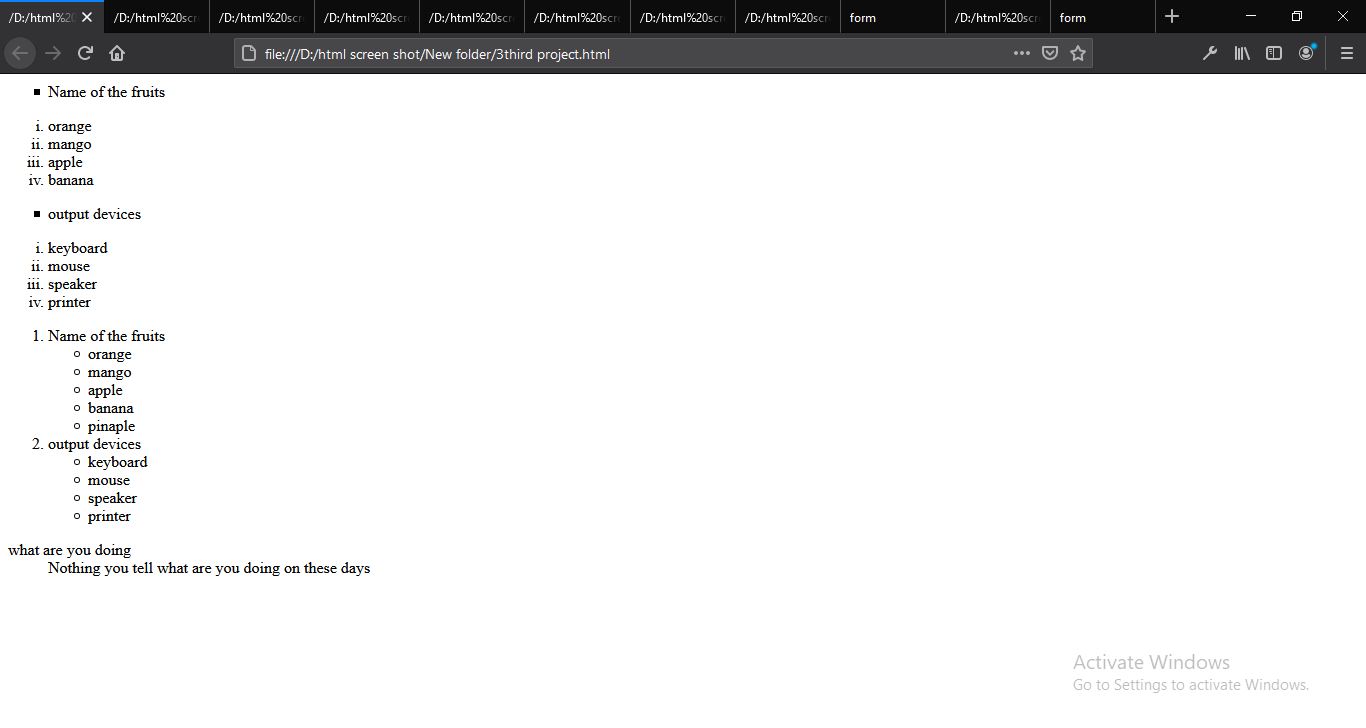 /D:/html%20
/D:/html%20scr
/D:/html%20scr
/D:/html%20scr
/D:/html%20scr
/D:/html%20scr
/D:/html%20scr
/D:/html%20scr
form
/D:/html%20scr
form
file:///D:/html screen shot/New folder/3third project.html
▪ Name of the fruits
i. orange
ii. mango
iii. apple
iv. banana
▪ output devices
i. keyboard
ii. mouse
iii. speaker
iv. printer
1. Name of the fruits
○ orange
○ mango
○ apple
○ banana
○ pinaple
2. output devices
○ keyboard
○ mouse
○ speaker
○ printer
what are you doing
Nothing you tell what are you doing on these days
Activate Windows
Go to Settings to activate Windows.